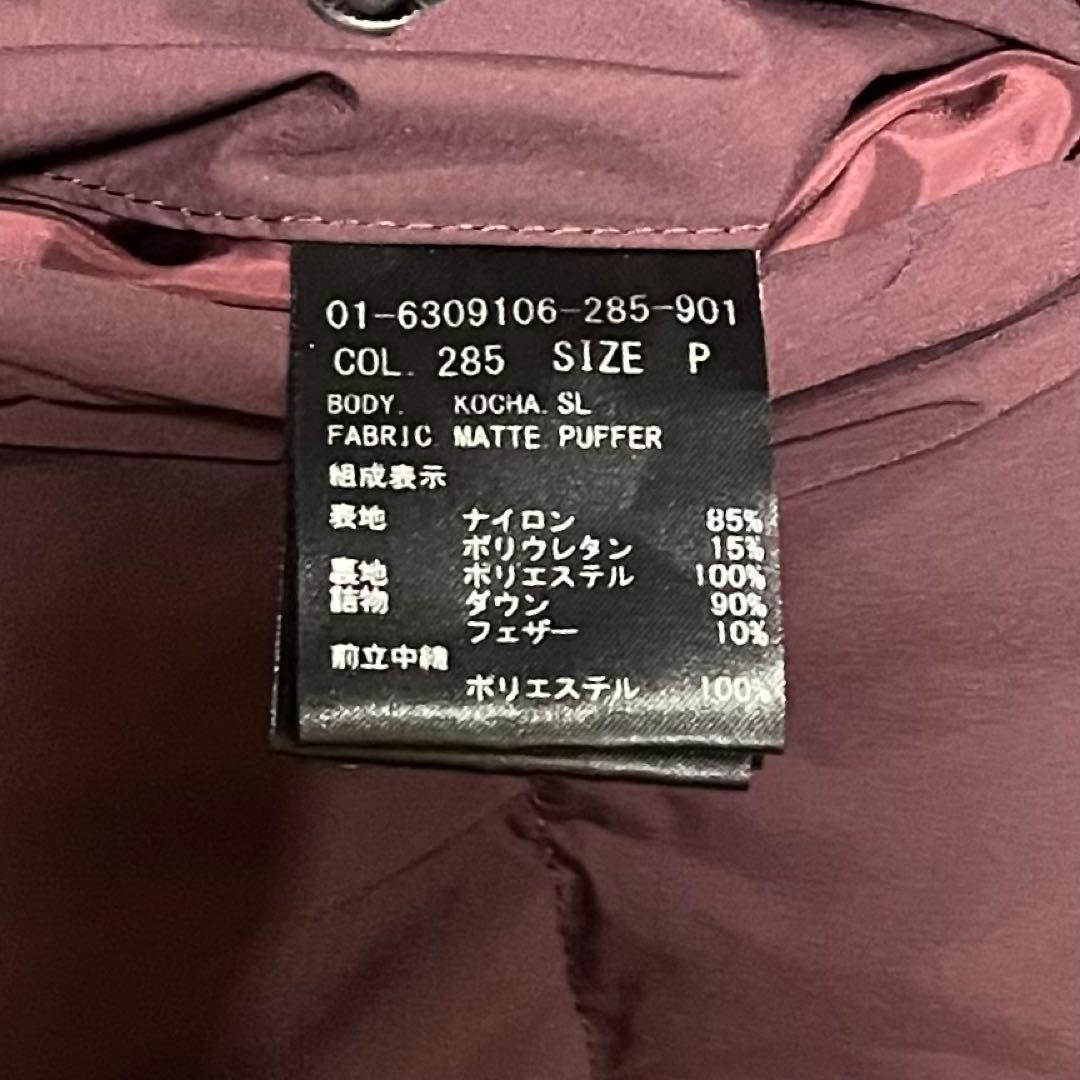 01-6309106-285-901
COL. 285 SIZE P
BODY. KOCHA.SL
FABRIC MATTE PUFFER
組成表示
表地 ナイロン 85%
ポリウレタン 15%
裏地 ポリエステル 100%
詰物 ダウン 90%
フェザー 10%
前立中綿
ポリエステル 100%